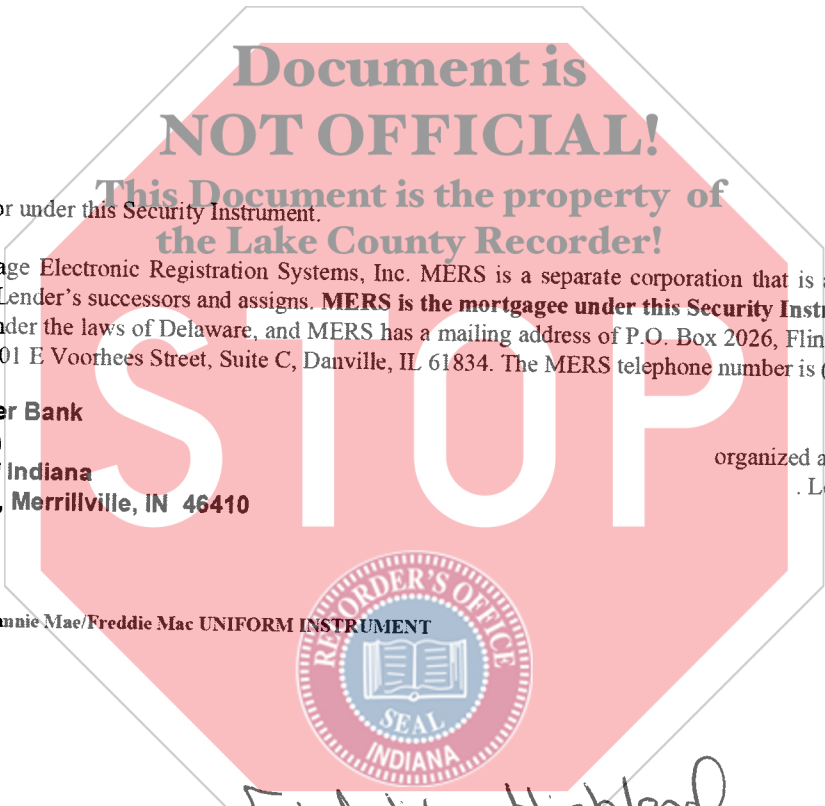 Document is
NOT OFFICIAL!
This Document is the property of
the Lake County Recorder!
or under this Security Instrument.
age Electronic Registration Systems, Inc. MERS is a separate corporation that is a
Lender's successors and assigns. MERS is the mortgagee under this Security Instr
nder the laws of Delaware, and MERS has a mailing address of P.O. Box 2026, Flin
01 E Voorhees Street, Suite C, Danville, IL 61834. The MERS telephone number is (
er Bank
organized a
Indiana
. L
, Merrillville, IN 46410
STOP
annie Mae/Freddie Mac UNIFORM INSTRUMENT
RECORDER'S OFFICE
SEAL
INDIANA